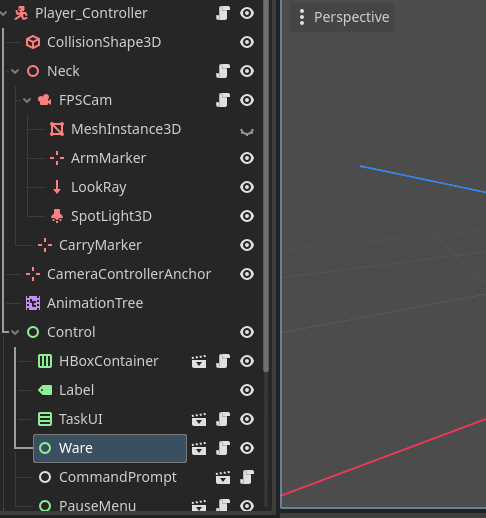 Player_Controller
Perspective
CollisionShape3D
Neck
FPSCam
MeshInstance3D
ArmMarker
LookRay
SpotLight3D
CarryMarker
CameraControllerAnchor
AnimationTree
Control
HBoxContainer
Label
TaskUI
Ware
CommandPrompt
PauseMenu